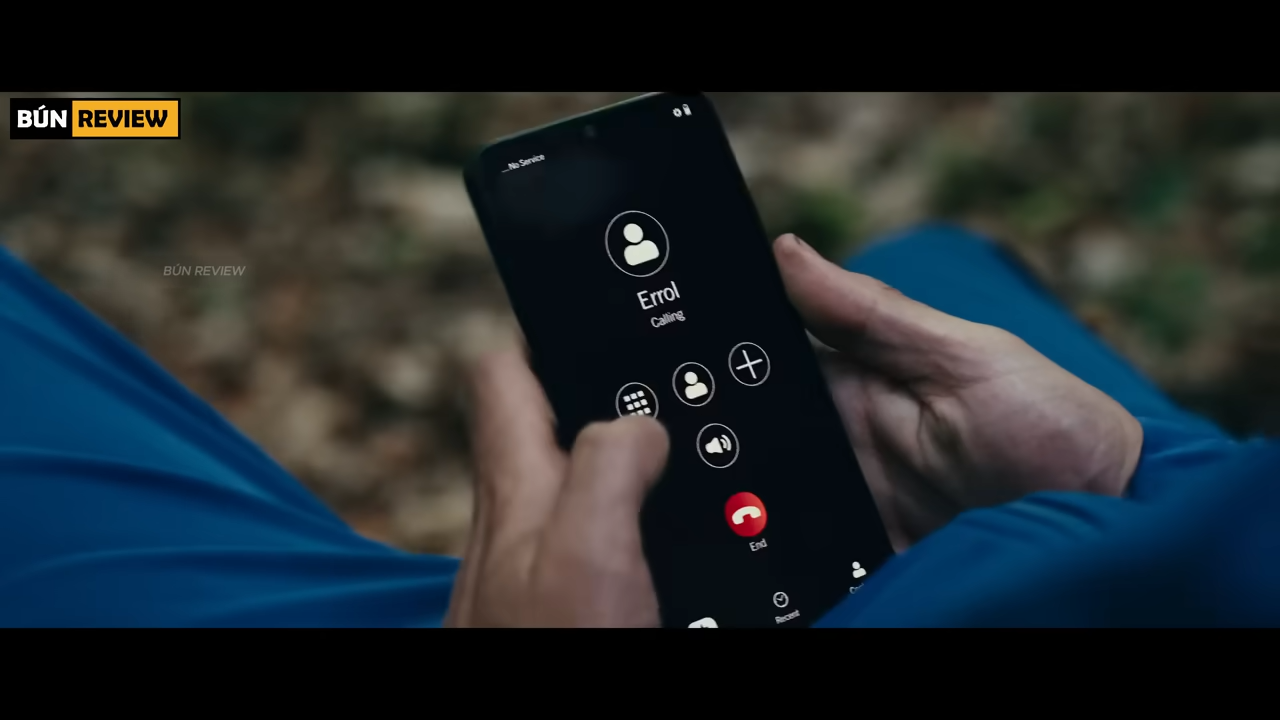 BÚN REVIEW
No Service
BÚN REVIEW
Errol
Calling
End
Recent